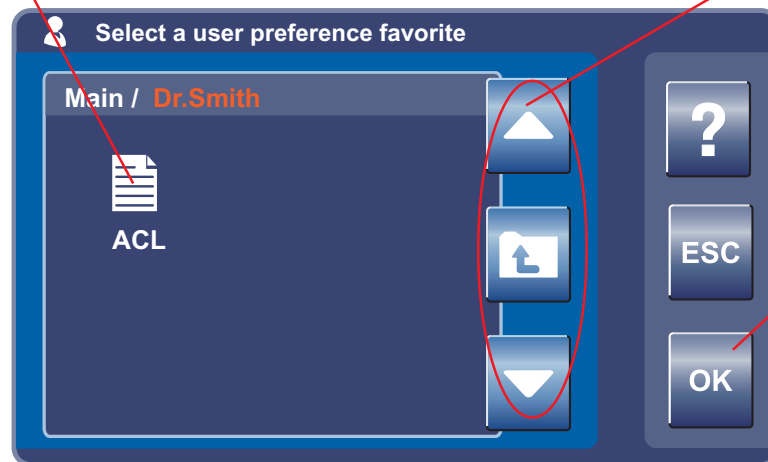 Select a user preference favorite
Main / Dr.Smith
ACL
?
ESC
OK